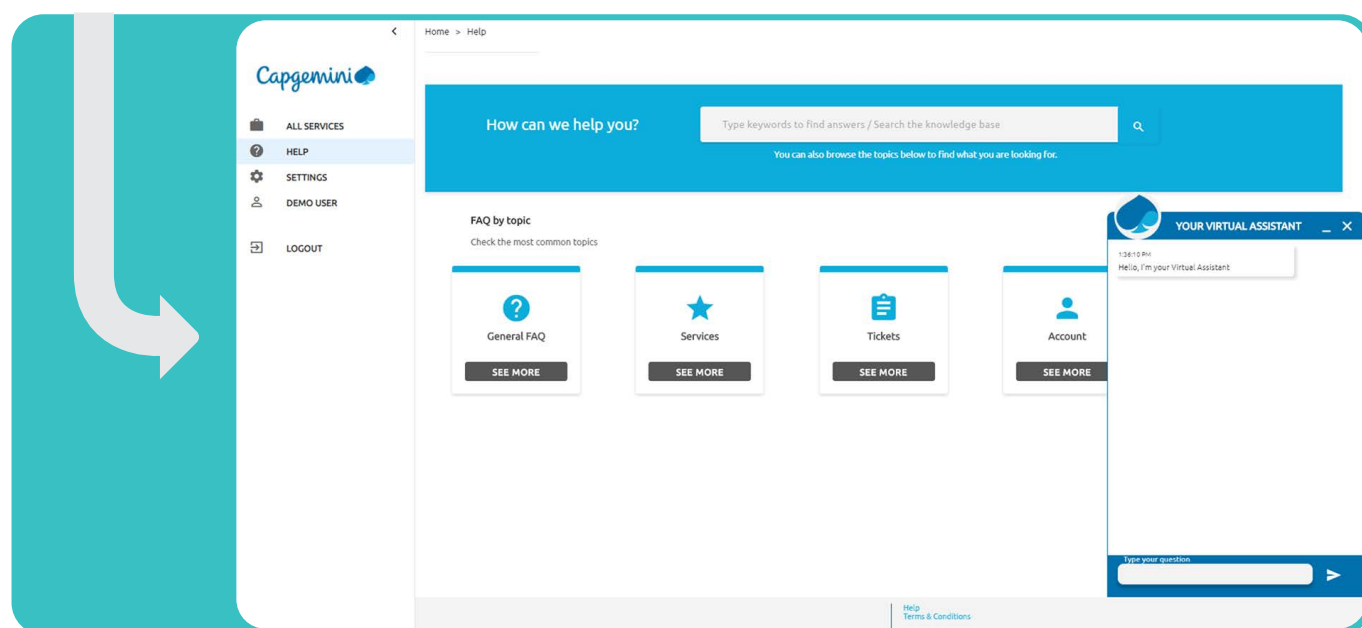 Home > Help
Capgemini
ALL SERVICES
HELP
SETTINGS
DEMO USER
LOGOUT
How can we help you?
Type keywords to find answers / Search the knowledge base
You can also browse the topics below to find what you are looking for.
FAQ by topic
Check the most common topics
General FAQ
SEE MORE
Services
SEE MORE
Tickets
SEE MORE
Account
SEE MORE
YOUR VIRTUAL ASSISTANT
1:36:10 PM
Hello, I'm your Virtual Assistant
Type your question
Help
Terms & Conditions